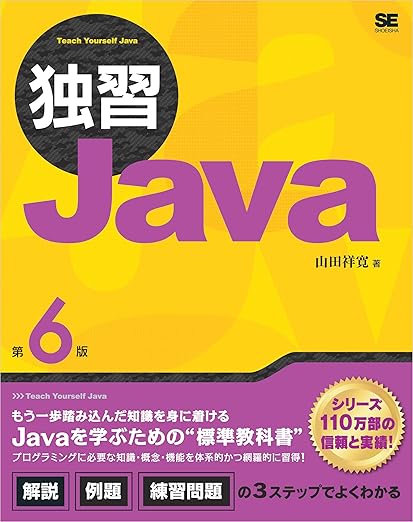 Teach Yourself Java
SE
SHOEISHA
独習
Java
山田祥寛 著
第6版
>>> Teach Yourself Java
もう一歩踏み込んだ知識を身に着ける
Javaを学ぶための“標準教科書”
プログラミングに必要な知識・概念・機能を体系的かつ網羅的に習得!
シリーズ
110万部の
信頼と実績!
解説 例題 練習問題 の3ステップでよくわかる